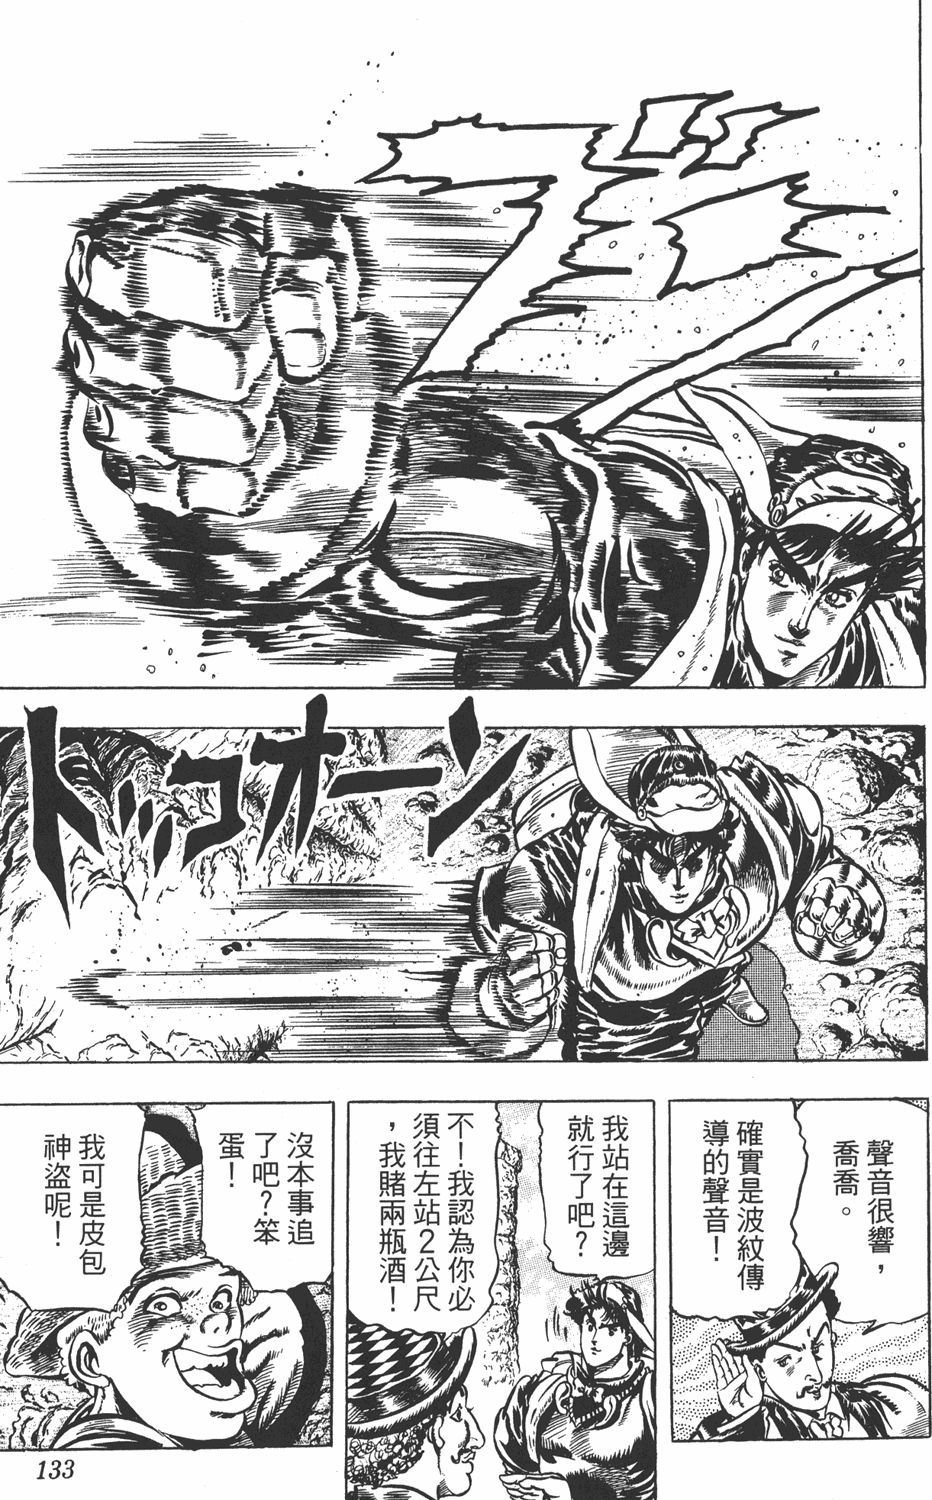 ドッコオーン
聲音很響，
喬喬。
確實是波紋傳
導的聲音！
我站在這邊
就行了吧？
不！我認為你必
須往左站2公尺
，我賭兩瓶酒！
沒本事追
了吧？笨
蛋！
我可是皮包
神盜呢！
133